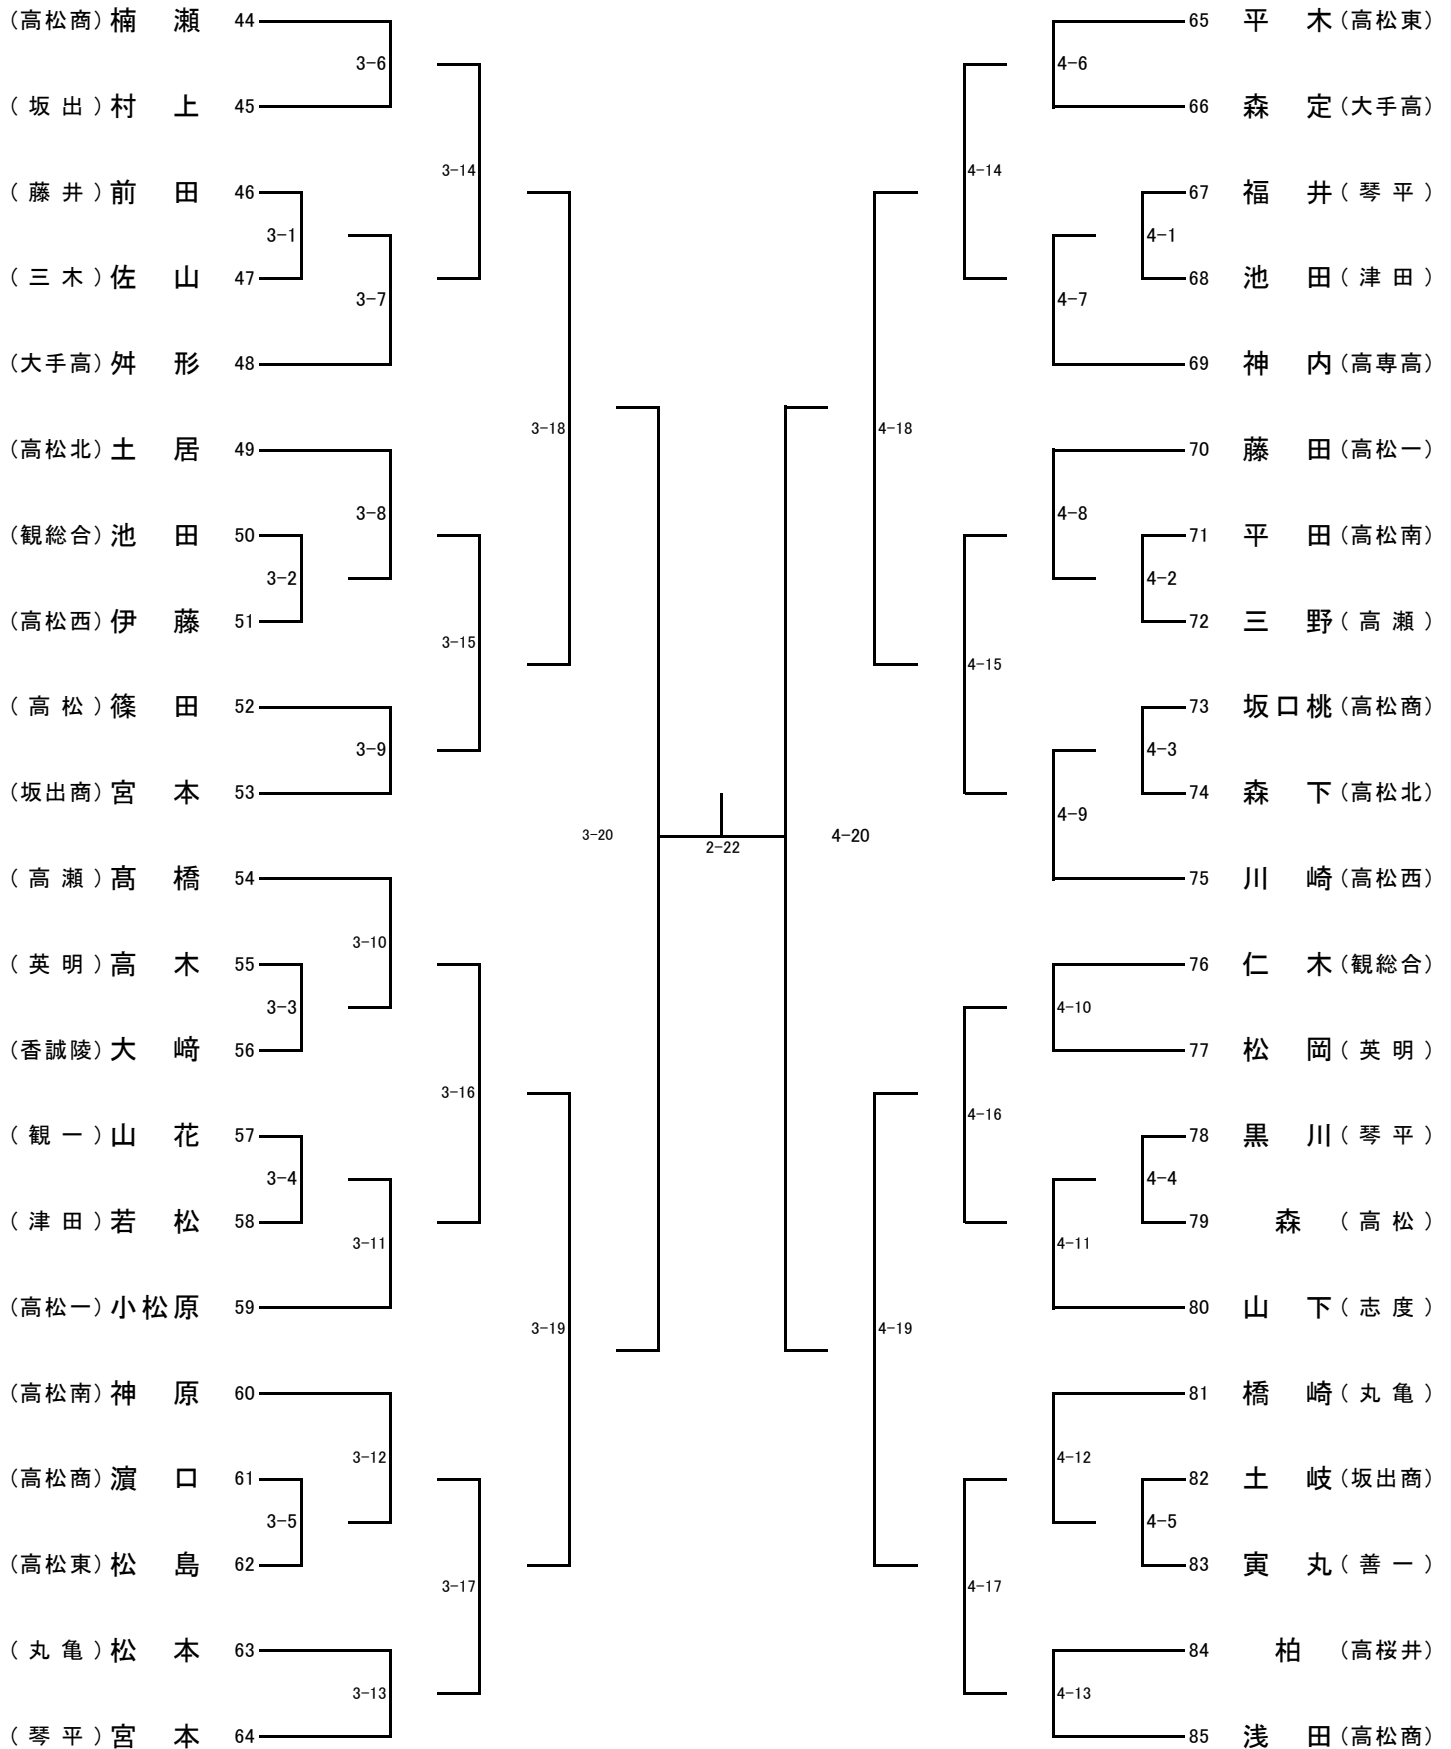 (高松商) 楠瀬 44
3-6
(坂出) 村上 45
3-14
(藤井) 前田 46
3-1
(三木) 佐山 47
3-7
(大手高) 舛形 48
3-18
(高松北) 土居 49
3-8
(観総合) 池田 50
3-2
(高松西) 伊藤 51
3-15
(高松) 篠田 52
3-9
(坂出商) 宮本 53
3-20
(高瀬) 髙橋 54
3-10
(英明) 高木 55
3-3
(香誠陵) 大﨑 56
3-16
(観一) 山花 57
3-4
(津田) 若松 58
3-11
(高松一) 小松原 59
3-19
(高松南) 神原 60
3-12
(高松商) 濵口 61
3-5
(高松東) 松島 62
3-17
(丸亀) 松本 63
3-13
(琴平) 宮本 64
2-22
65 平木 (高松東)
4-6
66 森定 (大手高)
4-14
67 福井 (琴平)
4-1
68 池田 (津田)
4-7
69 神内 (高専高)
4-18
70 藤田 (高松一)
4-8
71 平田 (高松南)
4-2
72 三野 (高瀬)
4-15
73 坂口桃 (高松商)
4-3
74 森下 (高松北)
4-9
4-20
75 川崎 (高松西)
76 仁木 (観総合)
4-10
77 松岡 (英明)
4-16
78 黒川 (琴平)
4-4
79 森 (高松)
4-11
80 山下 (志度)
4-19
81 橋崎 (丸亀)
4-12
82 土岐 (坂出商)
4-5
83 寅丸 (善一)
4-17
84 柏 (高桜井)
4-13
85 浅田 (高松商)